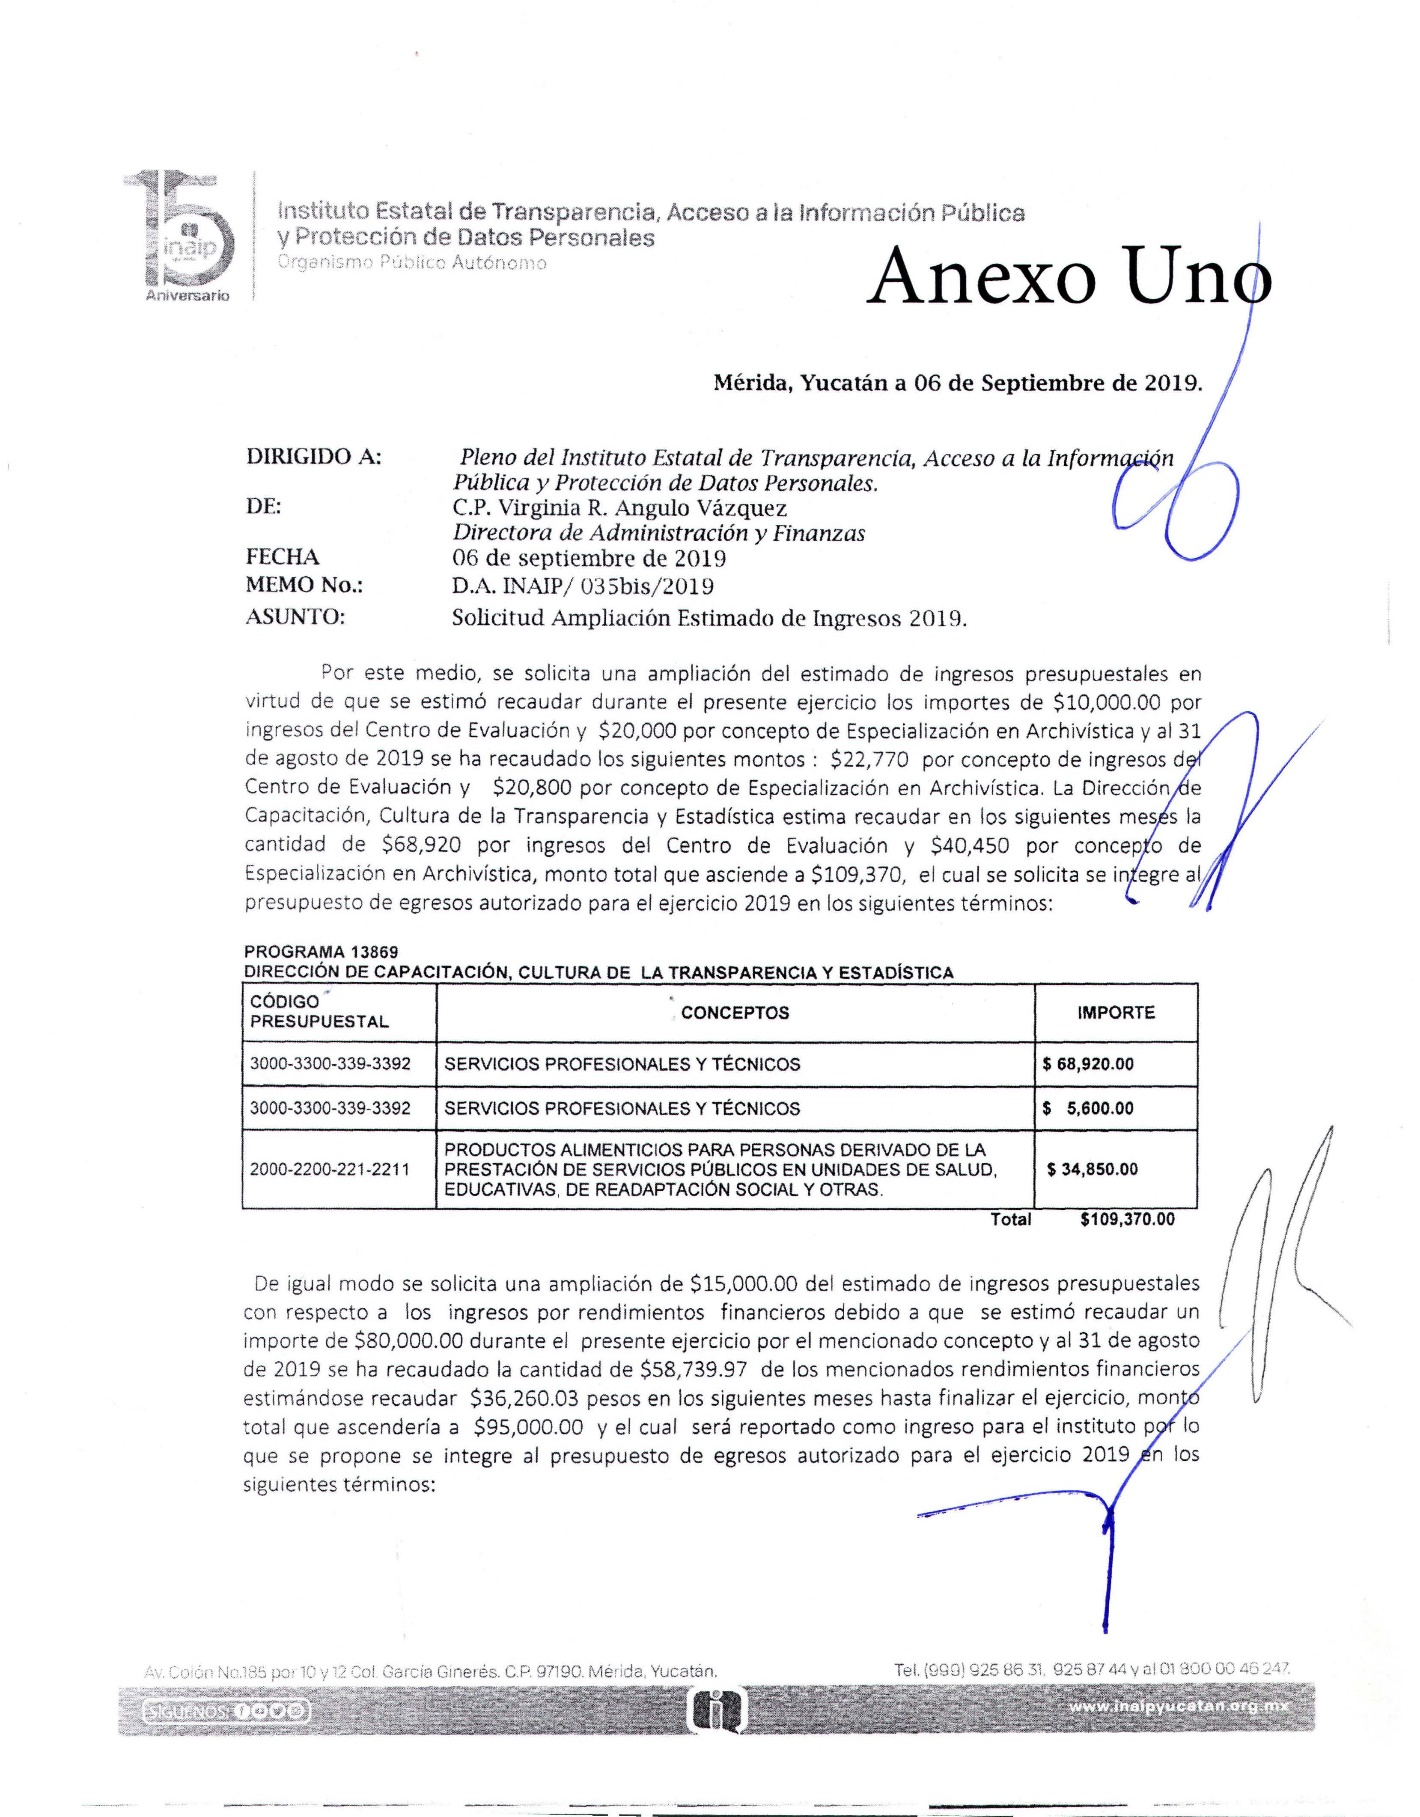 15
inaip
Aniversario
Instituto Estatal de Transparencia, Acceso a la Información Pública
y Protección de Datos Personales
Organismo Público Autónomo
Anexo Uno
Mérida, Yucatán a 06 de Septiembre de 2019.
DIRIGIDO A: Pleno del Instituto Estatal de Transparencia, Acceso a la Información
Pública y Protección de Datos Personales.
DE: C.P. Virginia R. Angulo Vázquez
Directora de Administración y Finanzas
FECHA 06 de septiembre de 2019
MEMO No.: D.A. INAIP/ 035bis/2019
ASUNTO: Solicitud Ampliación Estimado de Ingresos 2019.
Por este medio, se solicita una ampliación del estimado de ingresos presupuestales en
virtud de que se estimó recaudar durante el presente ejercicio los importes de $10,000.00 por
ingresos del Centro de Evaluación y $20,000 por concepto de Especialización en Archivística y al 31
de agosto de 2019 se ha recaudado los siguientes montos : $22,770 por concepto de ingresos del
Centro de Evaluación y $20,800 por concepto de Especialización en Archivística. La Dirección de
Capacitación, Cultura de la Transparencia y Estadística estima recaudar en los siguientes meses la
cantidad de $68,920 por ingresos del Centro de Evaluación y $40,450 por concepto de
Especialización en Archivística, monto total que asciende a $109,370, el cual se solicita se integre al
presupuesto de egresos autorizado para el ejercicio 2019 en los siguientes términos:
PROGRAMA 13869
DIRECCIÓN DE CAPACITACIÓN, CULTURA DE LA TRANSPARENCIA Y ESTADÍSTICA
CÓDIGO
PRESUPUESTAL CONCEPTOS IMPORTE
3000-3300-339-3392 SERVICIOS PROFESIONALES Y TÉCNICOS $ 68,920.00
3000-3300-339-3392 SERVICIOS PROFESIONALES Y TÉCNICOS $ 5,600.00
PRODUCTOS ALIMENTICIOS PARA PERSONAS DERIVADO DE LA
2000-2200-221-2211 PRESTACIÓN DE SERVICIOS PÚBLICOS EN UNIDADES DE SALUD, $ 34,850.00
EDUCATIVAS, DE READAPTACIÓN SOCIAL Y OTRAS.
Total $109,370.00
De igual modo se solicita una ampliación de $15,000.00 del estimado de ingresos presupuestales
con respecto a los ingresos por rendimientos financieros debido a que se estimó recaudar un
importe de $80,000.00 durante el presente ejercicio por el mencionado concepto y al 31 de agosto
de 2019 se ha recaudado la cantidad de $58,739.97 de los mencionados rendimientos financieros
estimándose recaudar $36,260.03 pesos en los siguientes meses hasta finalizar el ejercicio, monto
total que ascendería a $95,000.00 y el cual será reportado como ingreso para el instituto por lo
que se propone se integre al presupuesto de egresos autorizado para el ejercicio 2019 en los
siguientes términos:
Av. Colón No.185 por 10 y 12 Col. García Ginerés. C.P. 97190. Mérida, Yucatán.
Tel. (999) 925 86 31, 925 87 44 y al 01 800 00 46 247.
SÍGUENOS:
www.inaipyucatan.org.mx